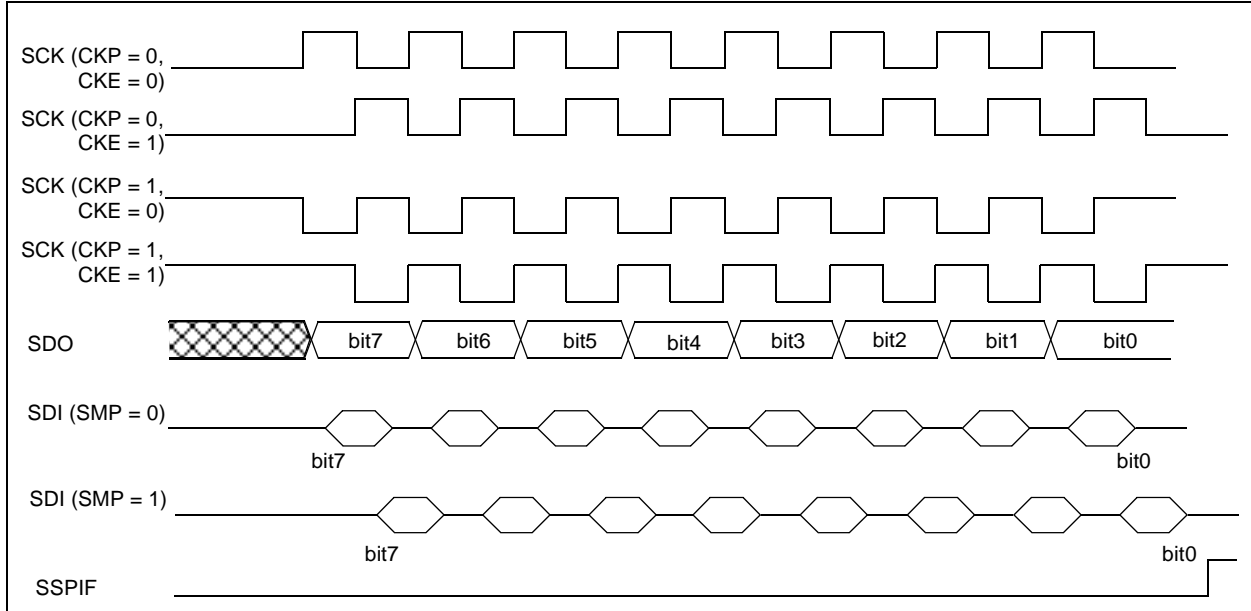 SCK (CKP = 0,
CKE = 0)
SCK (CKP = 0,
CKE = 1)
SCK (CKP = 1,
CKE = 0)
SCK (CKP = 1,
CKE = 1)
SDO bit7 bit6 bit5 bit4 bit3 bit2 bit1 bit0
SDI (SMP = 0)
bit7 bit0
SDI (SMP = 1)
bit7 bit0
SSPIF